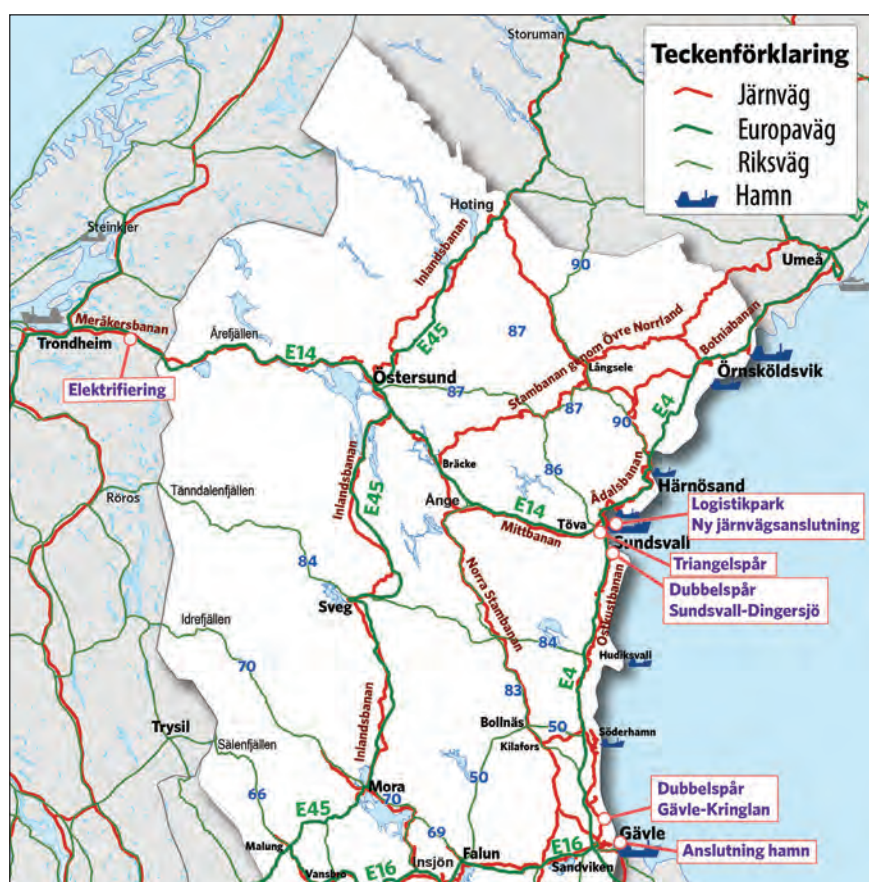 Storuman
Teckenförklaring
Järnväg
Europaväg
Riksväg
Hamn
E4
Hoting
Steinkjer
Inlandsbanan
90
Umeå
Meråkersbanan
Årefjällen
E45
87
Stambanan genom Övre Norrland
Botniabanan
Trondheim
E14
Långsele
Elektrifiering
Östersund
Örnsköldsvik
87
87
E4
90
Bräcke
86
Ådalsbanan
Härnösand
Röros
Tänndalenfjällen
Inlandsbanan
E45
Ånge
E14
Töva
Mittbanan
Logistikpark
Ny järnvägsanslutning
Sundsvall
Triangelspår
84
Norra Stambanan
Dubbelspår
Sundsvall-Dingersjö
Sveg
Idrefjällen
Ostkustbanan
84
Hudiksvall
70
E4
83
Trysil
Bollnäs
50
Söderhamn
Sälenfjällen
Inlandsbanan
Kilafors
66
Mora
50
70
Dubbelspår
Gävle-Kringlan
E45
69
Gävle
Malung
E16
Anslutning hamn
Vansbro
E16
Insjön
Falun
Sandviken